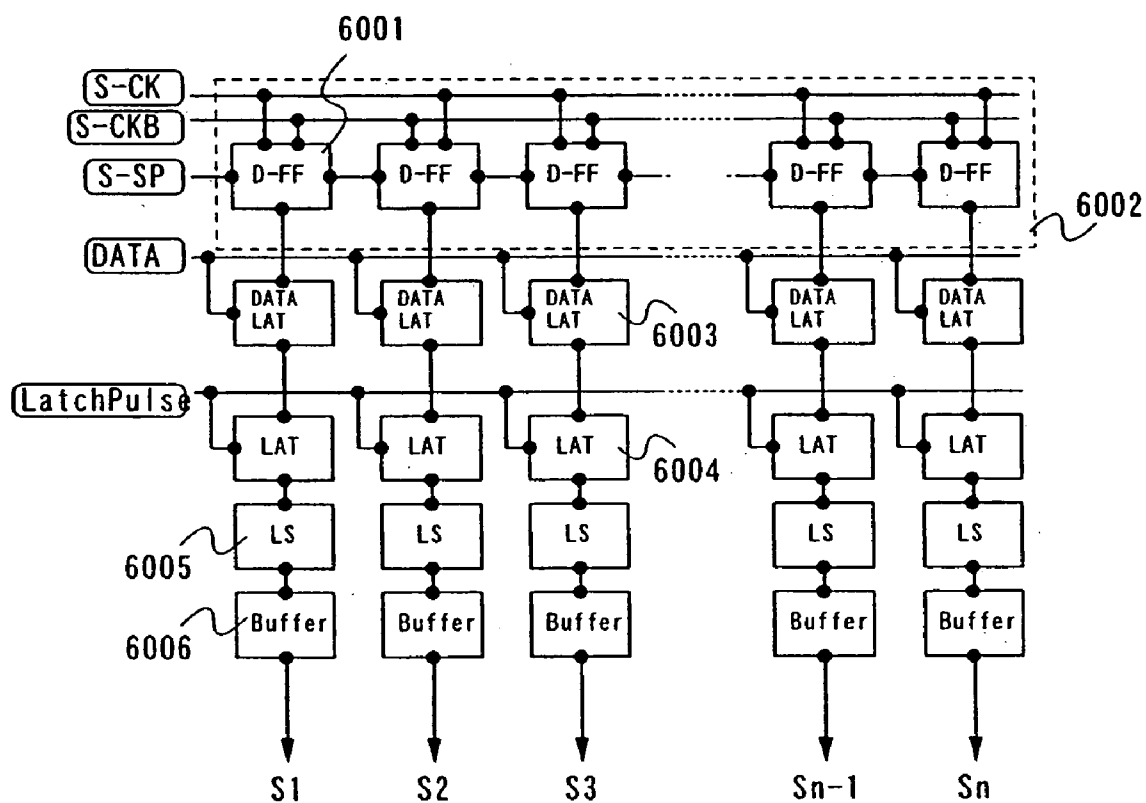 6001
S-CK
S-CKB
S-SP
D-FF D-FF D-FF D-FF D-FF
6002
DATA
DATA LAT DATA LAT DATA LAT DATA LAT DATA LAT
6003
LatchPulse
LAT LAT LAT LAT LAT
6004
LS LS LS LS LS
6005
Buffer Buffer Buffer Buffer Buffer
6006
S1 S2 S3 Sn-1 Sn